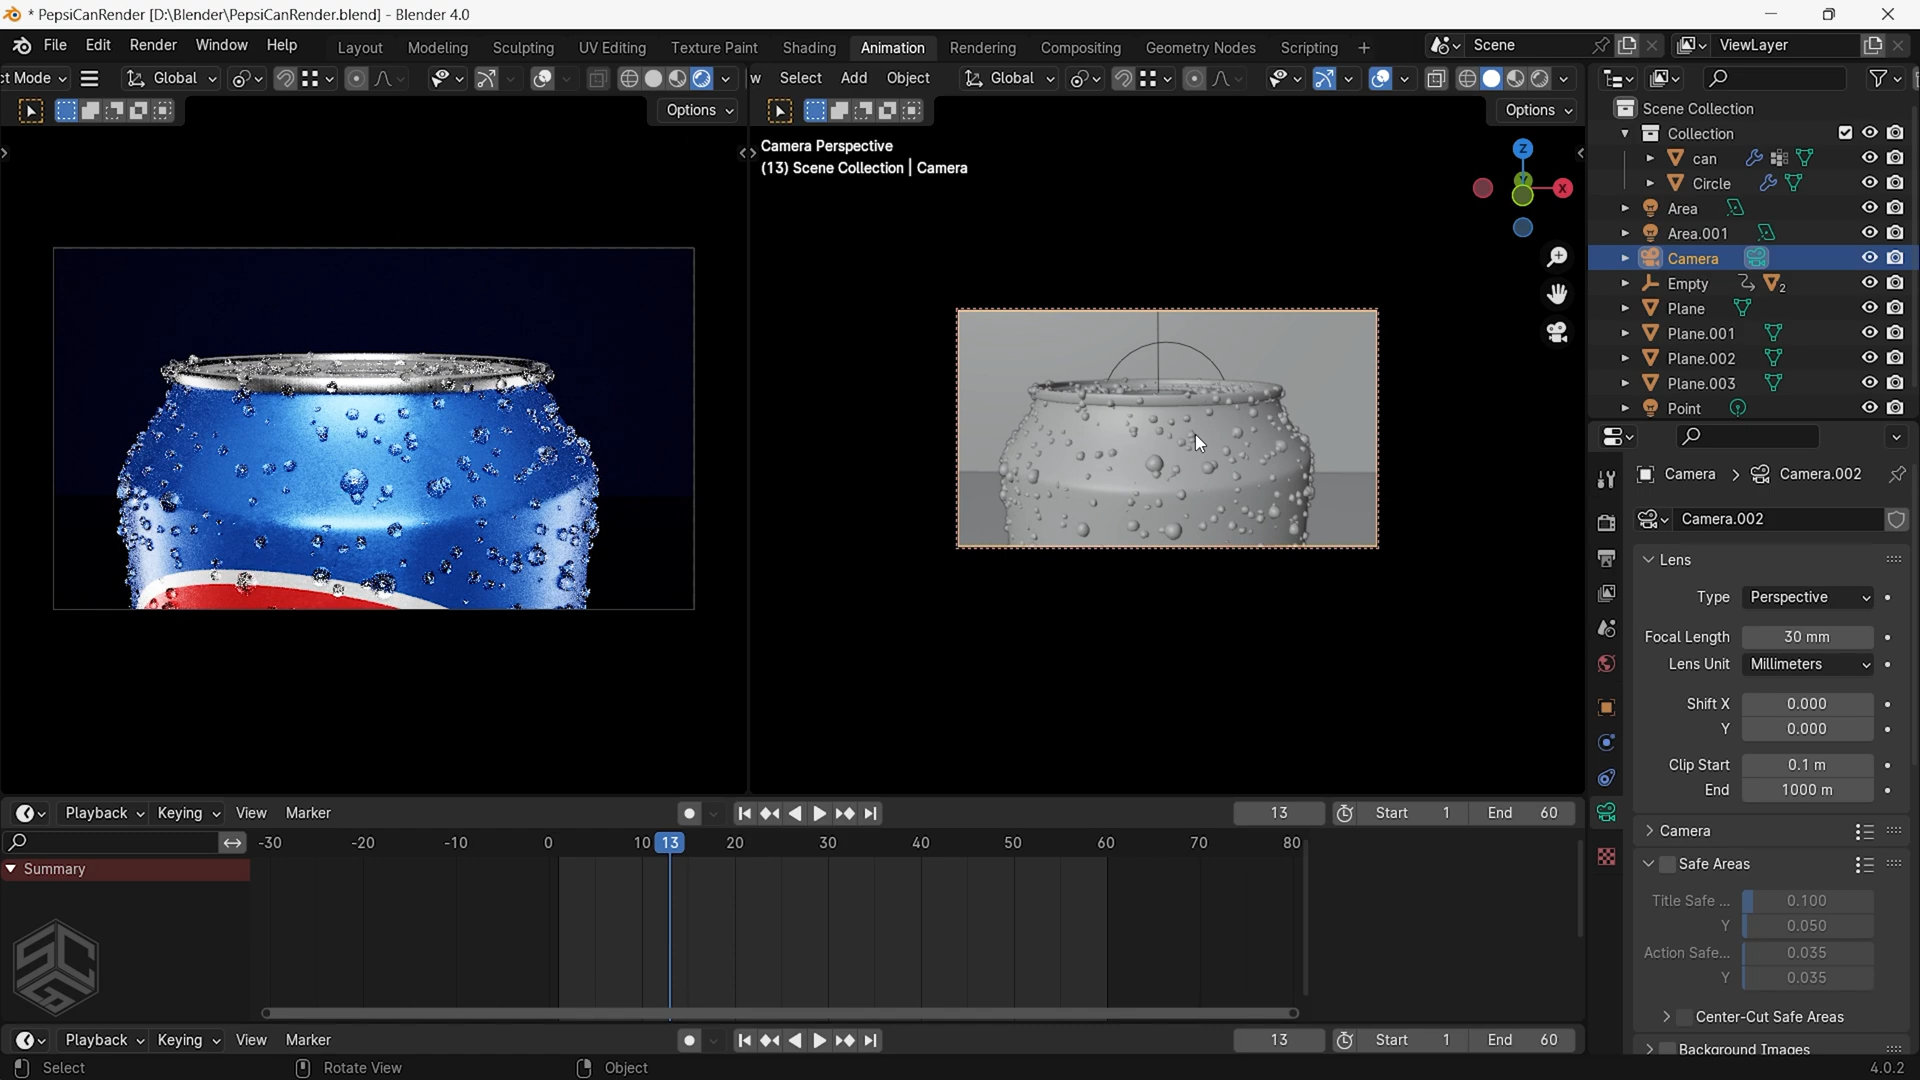 * PepsiCanRender [D:\Blender\PepsiCanRender.blend] - Blender 4.0
File Edit Render Window Help Layout Modeling Sculpting UV Editing Texture Paint Shading Animation Rendering Compositing Geometry Nodes Scripting + Scene ViewLayer
ct Mode Global w Select Add Object Global
Options Options
Camera Perspective
(13) Scene Collection | Camera
Z
X
Scene Collection
Collection
can
Circle
Area
Area.001
Camera
Empty 2
Plane
Plane.001
Plane.002
Plane.003
Point
Camera > Camera.002
Camera.002
Lens
Type Perspective
Focal Length 30 mm
Lens Unit Millimeters
Shift X 0.000
Y 0.000
Clip Start 0.1 m
End 1000 m
Camera
Safe Areas
Title Safe ... 0.100
Y 0.050
Action Safe... 0.035
Y 0.035
Center-Cut Safe Areas
Background Images
Playback Keying View Marker 13 Start 1 End 60
-30 -20 -10 0 10 13 20 30 40 50 60 70 80
Summary
Playback Keying View Marker 13 Start 1 End 60
Select Rotate View Object 4.0.2